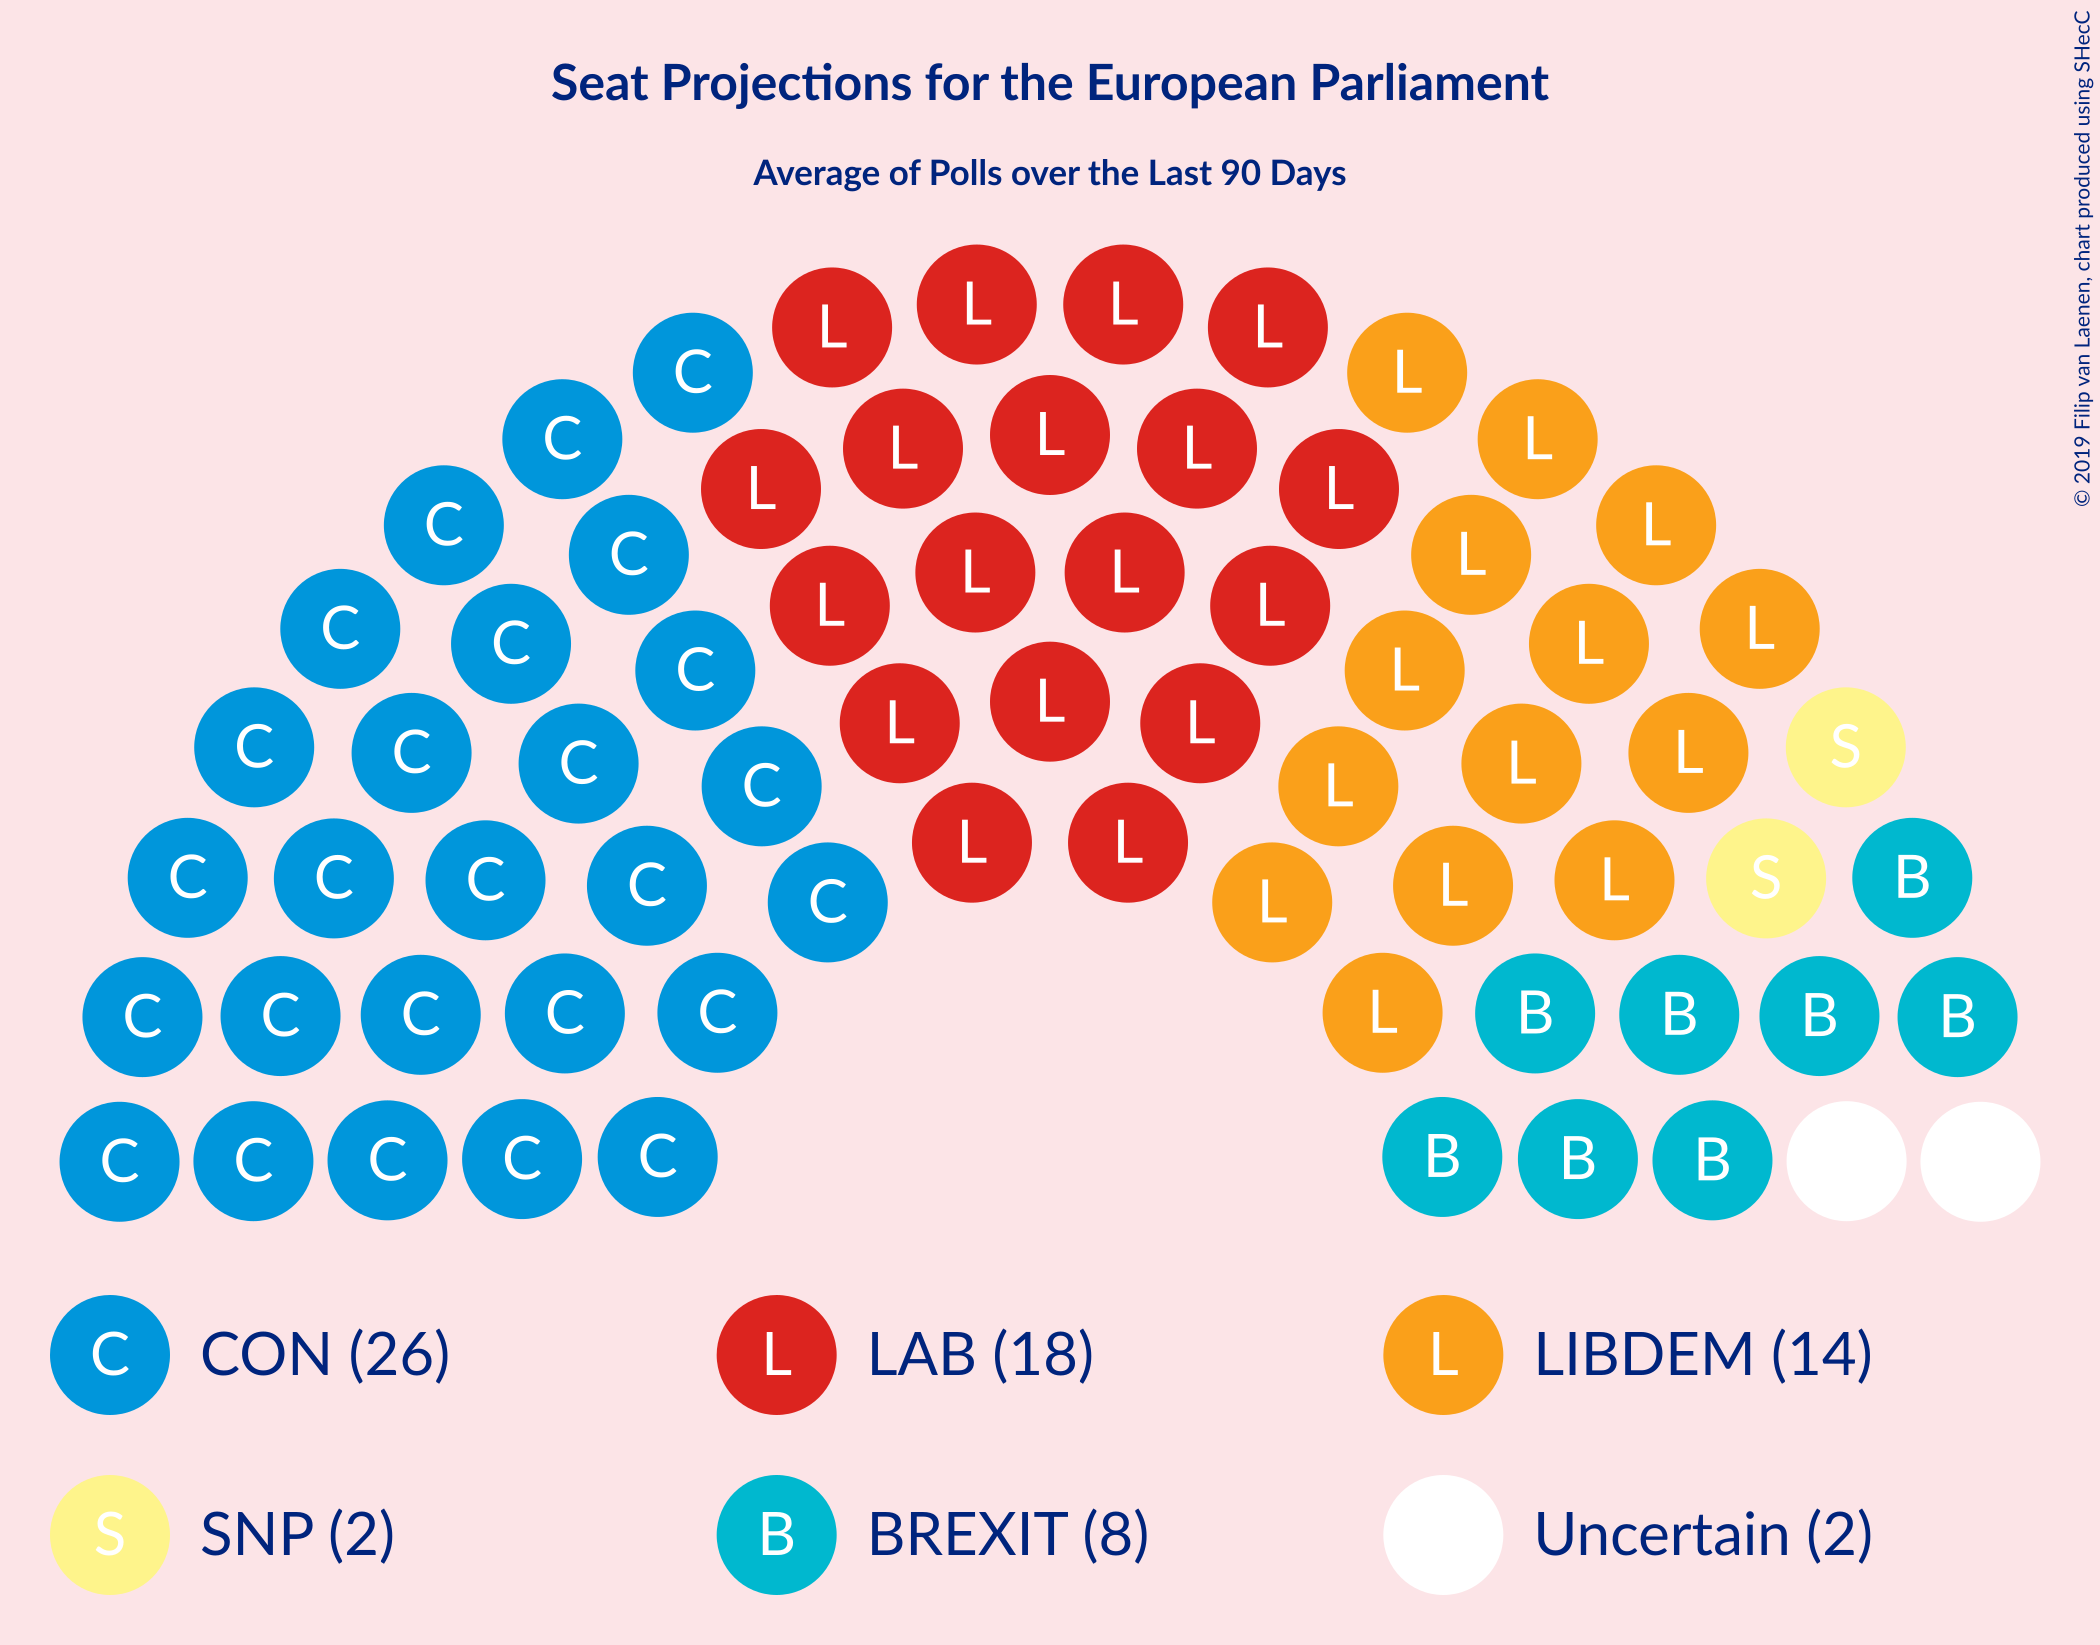 Seat Projections for the European Parliament
Average of Polls over the Last 90 Days
© 2019 Filip van Laenen, chart produced using SHecC
L L L L
C L
C L L L L
C L L L
C L L L L L
C L L L
C L L L L
C C C L L L S
C L L
C C C C C L L L L S B
C C C C C L B B B B
C C C C C B B B
C CON (26)
L LAB (18)
L LIBDEM (14)
S SNP (2)
B BREXIT (8)
Uncertain (2)